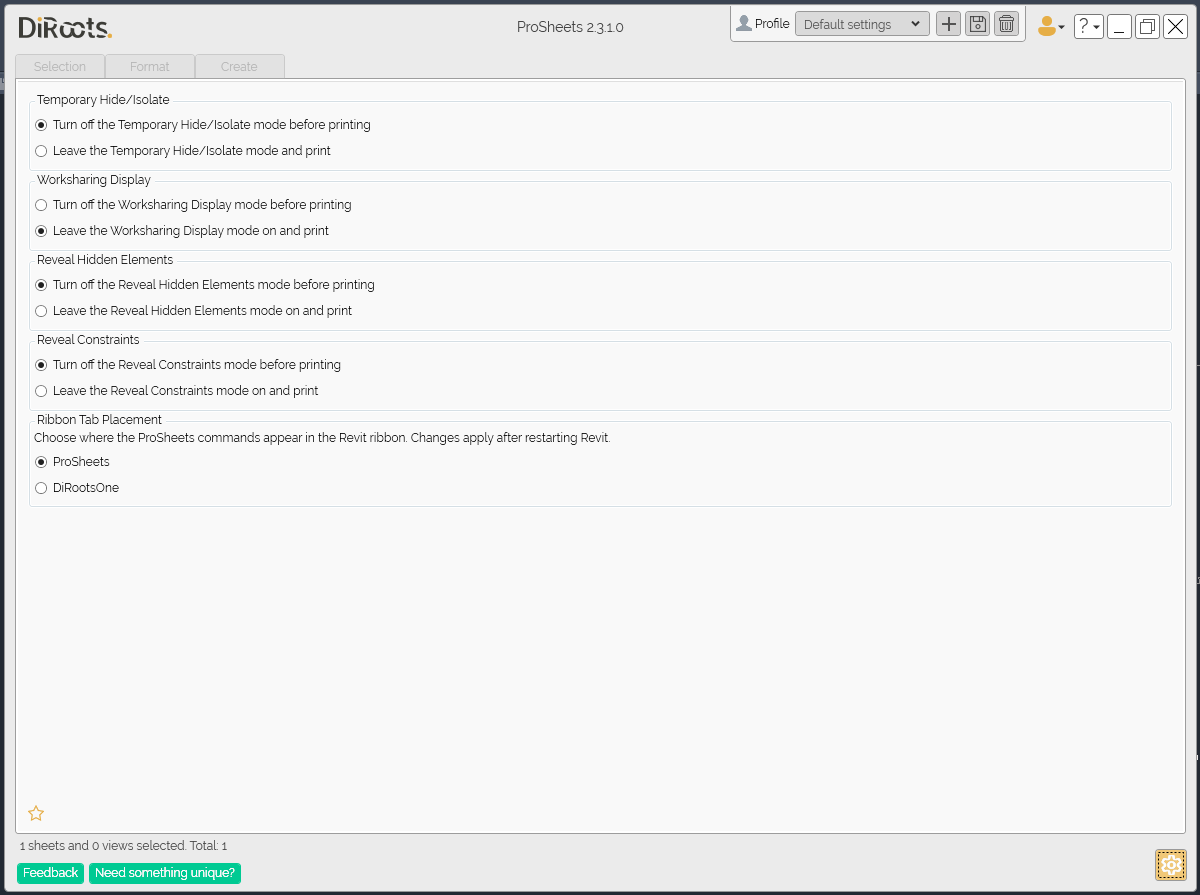 DiRoots.
ProSheets 2.3.1.0
Profile
Default settings
?
Selection
Format
Create
Temporary Hide/Isolate
Turn off the Temporary Hide/Isolate mode before printing
Leave the Temporary Hide/Isolate mode and print
Worksharing Display
Turn off the Worksharing Display mode before printing
Leave the Worksharing Display mode on and print
Reveal Hidden Elements
Turn off the Reveal Hidden Elements mode before printing
Leave the Reveal Hidden Elements mode on and print
Reveal Constraints
Turn off the Reveal Constraints mode before printing
Leave the Reveal Constraints mode on and print
Ribbon Tab Placement
Choose where the ProSheets commands appear in the Revit ribbon. Changes apply after restarting Revit.
ProSheets
DiRootsOne
1 sheets and 0 views selected. Total: 1
Feedback
Need something unique?